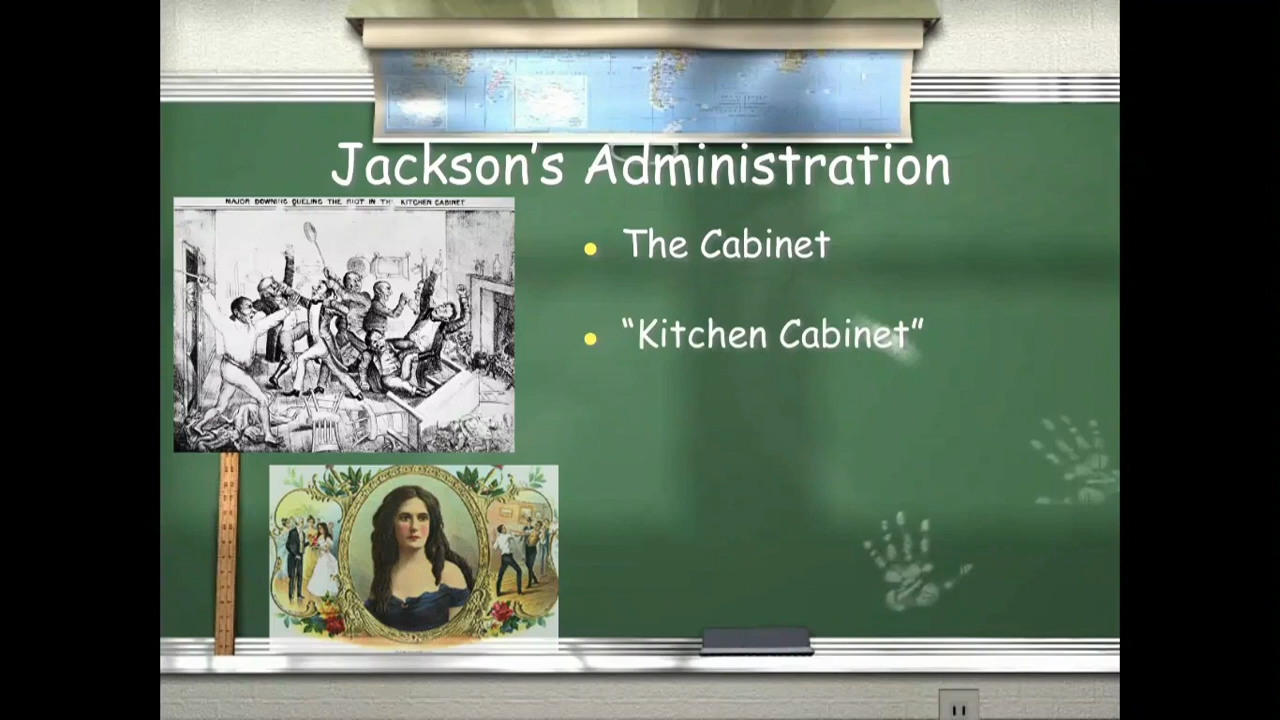 Jackson's Administration
MAJOR DOWNING QUELING THE RIOT IN THE KITCHEN CABINET
• The Cabinet
• "Kitchen Cabinet"